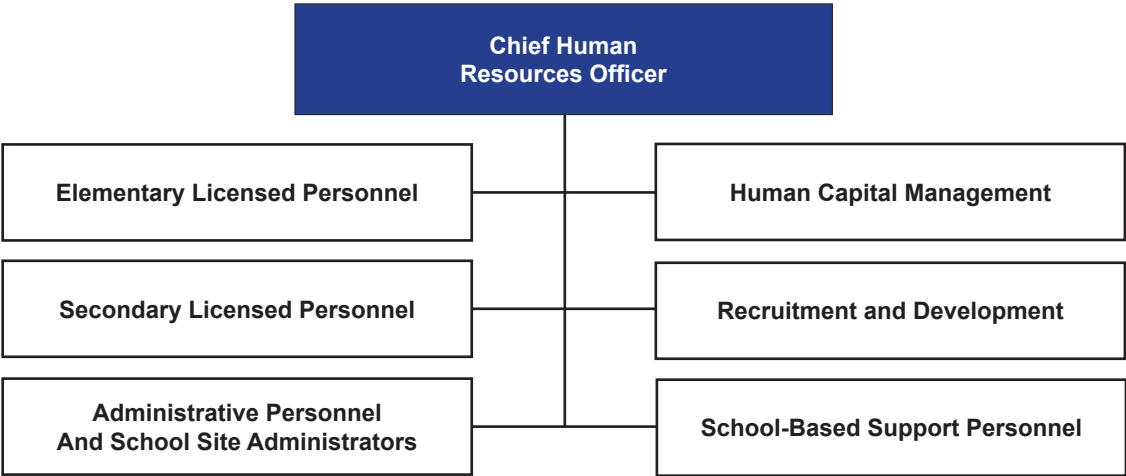 Chief Human
Resources Officer
Elementary Licensed Personnel
Human Capital Management
Secondary Licensed Personnel
Recruitment and Development
Administrative Personnel
And School Site Administrators
School-Based Support Personnel